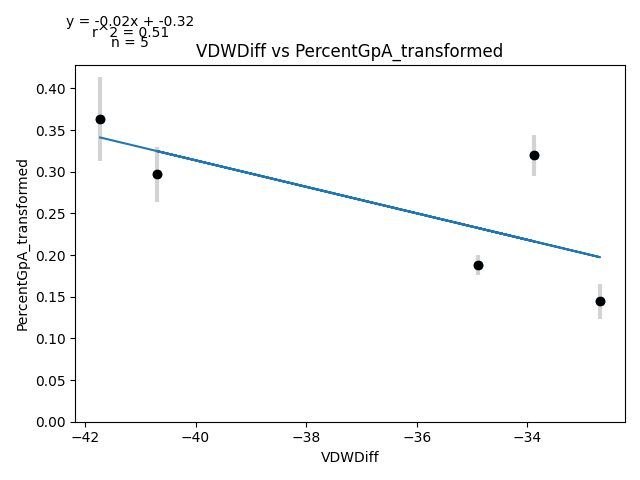 y = -0.02x + -0.32
r^2 = 0.51
n = 5
VDWDiff vs PercentGpA_transformed
PercentGpA_transformed
0.40
0.35
0.30
0.25
0.20
0.15
0.10
0.05
0.00
−42
−40
−38
−36
−34
VDWDiff